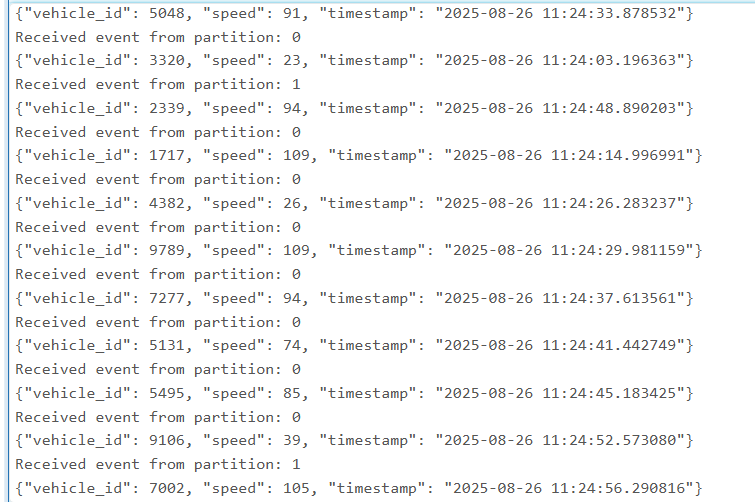 {"vehicle_id": 5048, "speed": 91, "timestamp": "2025-08-26 11:24:33.878532"}
Received event from partition: 0
{"vehicle_id": 3320, "speed": 23, "timestamp": "2025-08-26 11:24:03.196363"}
Received event from partition: 1
{"vehicle_id": 2339, "speed": 94, "timestamp": "2025-08-26 11:24:48.890203"}
Received event from partition: 0
{"vehicle_id": 1717, "speed": 109, "timestamp": "2025-08-26 11:24:14.996991"}
Received event from partition: 0
{"vehicle_id": 4382, "speed": 26, "timestamp": "2025-08-26 11:24:26.283237"}
Received event from partition: 0
{"vehicle_id": 9789, "speed": 109, "timestamp": "2025-08-26 11:24:29.981159"}
Received event from partition: 0
{"vehicle_id": 7277, "speed": 94, "timestamp": "2025-08-26 11:24:37.613561"}
Received event from partition: 0
{"vehicle_id": 5131, "speed": 74, "timestamp": "2025-08-26 11:24:41.442749"}
Received event from partition: 0
{"vehicle_id": 5495, "speed": 85, "timestamp": "2025-08-26 11:24:45.183425"}
Received event from partition: 0
{"vehicle_id": 9106, "speed": 39, "timestamp": "2025-08-26 11:24:52.573080"}
Received event from partition: 1
{"vehicle_id": 7002, "speed": 105, "timestamp": "2025-08-26 11:24:56.290816"}